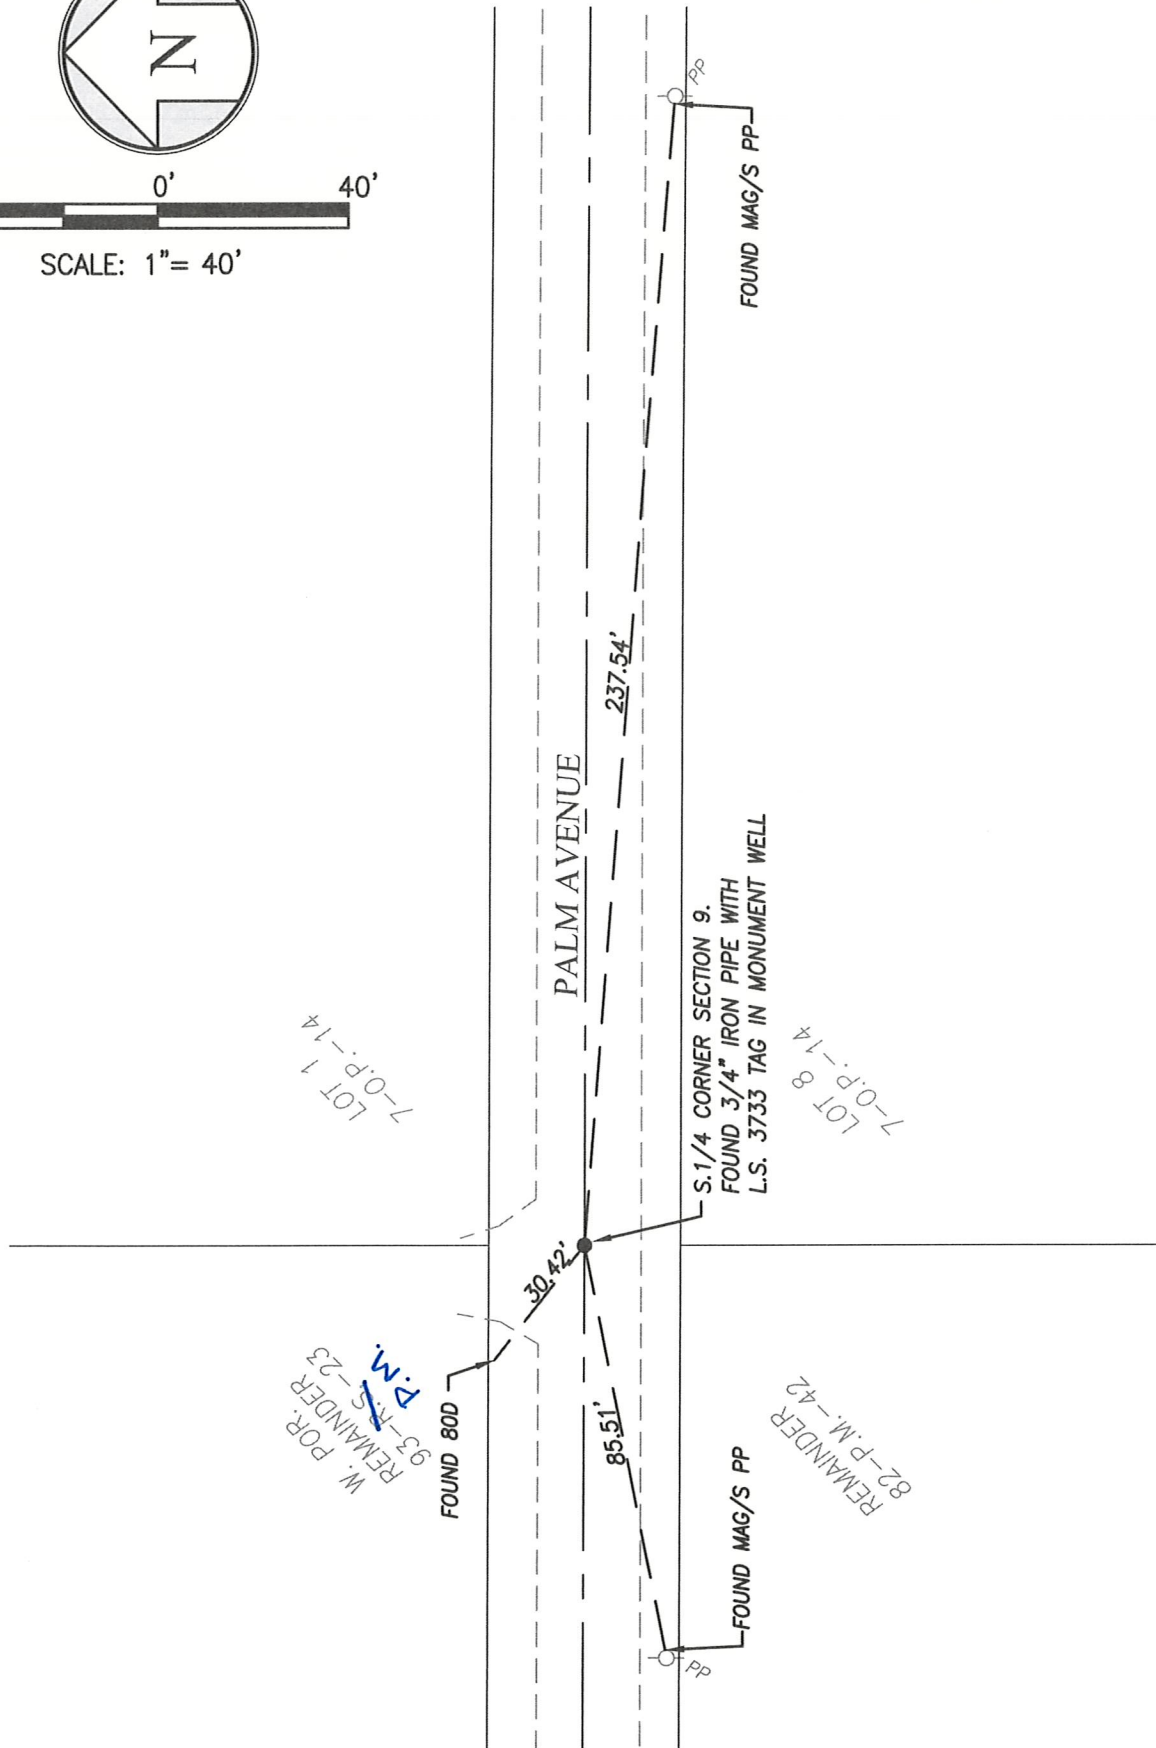 N
0' 40'
SCALE: 1"= 40'
PP
FOUND MAG/S PP
237.54'
PALM AVENUE
S.1/4 CORNER SECTION 9.
FOUND 3/4" IRON PIPE WITH
L.S. 3733 TAG IN MONUMENT WELL
LOT 1
7-O.P.-14
LOT 8
7-O.P.-14
30.42'
W. POR.
REMAINDER
93-R.S.-23
P.M.
FOUND 80D
85.51'
REMAINDER
82-P.M.-42
FOUND MAG/S PP
PP